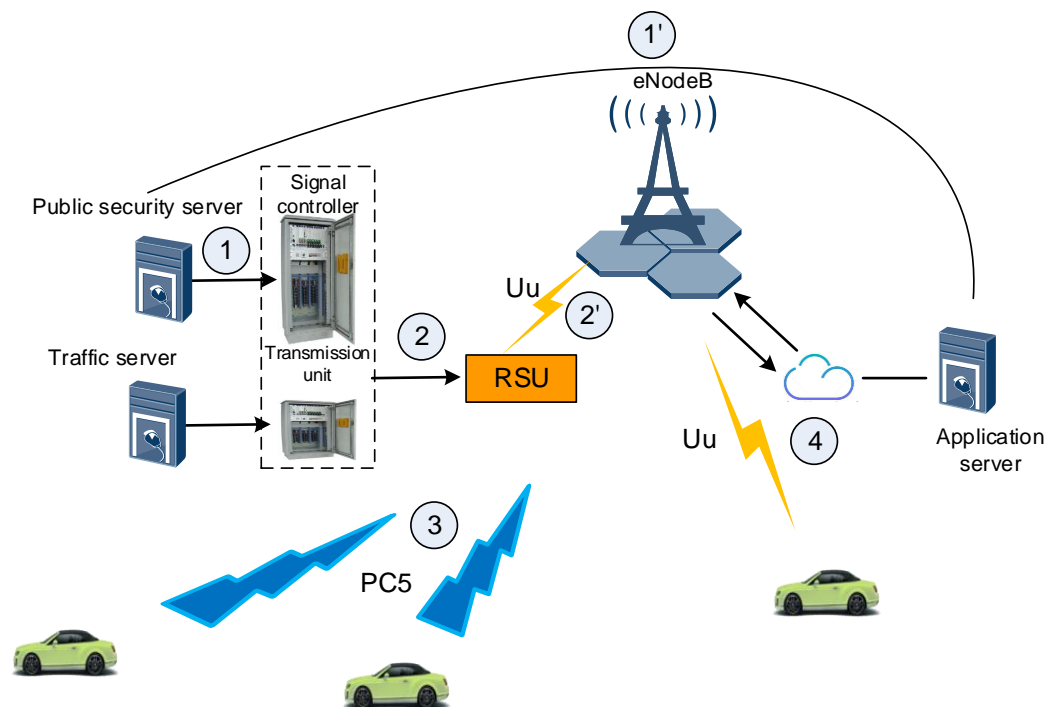 1'
eNodeB
Signal
controller
Public security server
1
Uu
2'
2
Traffic server
Transmission
unit
RSU
Uu
4
Application
server
3
PC5